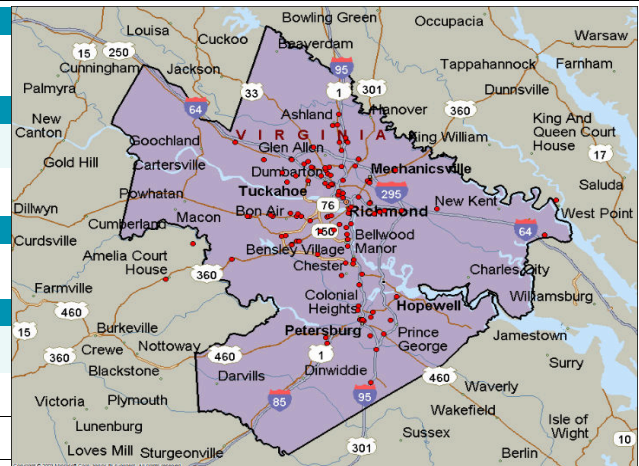 Bowling Green
Occupacia
Louisa
Cuckoo
Beaverdam
Warsaw
15
250
Cunningham
Jackson
95
Tappahannock
Farnham
Palmyra
33
1
301
Dunnsville
64
Ashland
Hanover
360
New
Canton
VIRGINIA
King William
King And
Queen Court
House
Goochland
Glen Allen
17
Gold Hill
Cartersville
Dumbarton
Mechanicsville
Tuckahoe
295
Saluda
Powhatan
76
New Kent
Dillwyn
Macon
Bon Air
Richmond
West Point
Cumberland
150
64
Curdsville
Bellwood
Manor
Amelia Court
House
Bensley Village
360
Chester
Charles City
Farmville
Colonial
Heights
Hopewell
Williamsburg
460
15
Burkeville
Petersburg
Prince
George
Jamestown
360
Crewe
Nottoway
460
1
Surry
Blackstone
Darvills
Dinwiddie
460
Waverly
Victoria
Plymouth
85
95
Wakefield
Lunenburg
Sussex
Isle of
Wight
Loves Mill
Sturgeonville
301
Berlin
10